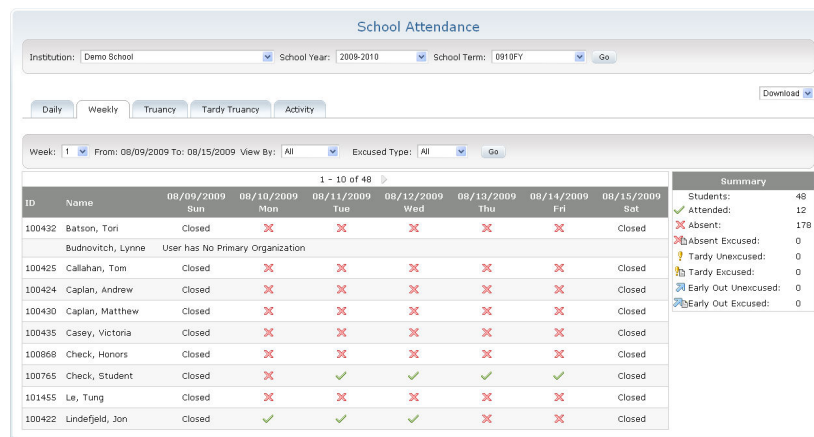 School Attendance
Institution: Demo School School Year: 2009-2010 School Term: 0910FY Go
Download
Daily Weekly Truancy Tardy Truancy Activity
Week: 1 From: 08/09/2009 To: 08/15/2009 View By: All Excused Type: All Go
1 - 10 of 48
ID Name 08/09/2009 Sun 08/10/2009 Mon 08/11/2009 Tue 08/12/2009 Wed 08/13/2009 Thu 08/14/2009 Fri 08/15/2009 Sat
100432 Batson, Tori Closed Closed
Budnovitch, Lynne User has No Primary Organization
100425 Callahan, Tom Closed Closed
100424 Caplan, Andrew Closed Closed
100430 Caplan, Matthew Closed Closed
100435 Casey, Victoria Closed Closed
100868 Check, Honors Closed Closed
100765 Check, Student Closed Closed
101455 Le, Tung Closed Closed
100422 Lindefjeld, Jon Closed Closed
Summary
Students: 48
Attended: 12
Absent: 178
Absent Excused: 0
Tardy Unexcused: 0
Tardy Excused: 0
Early Out Unexcused: 0
Early Out Excused: 0